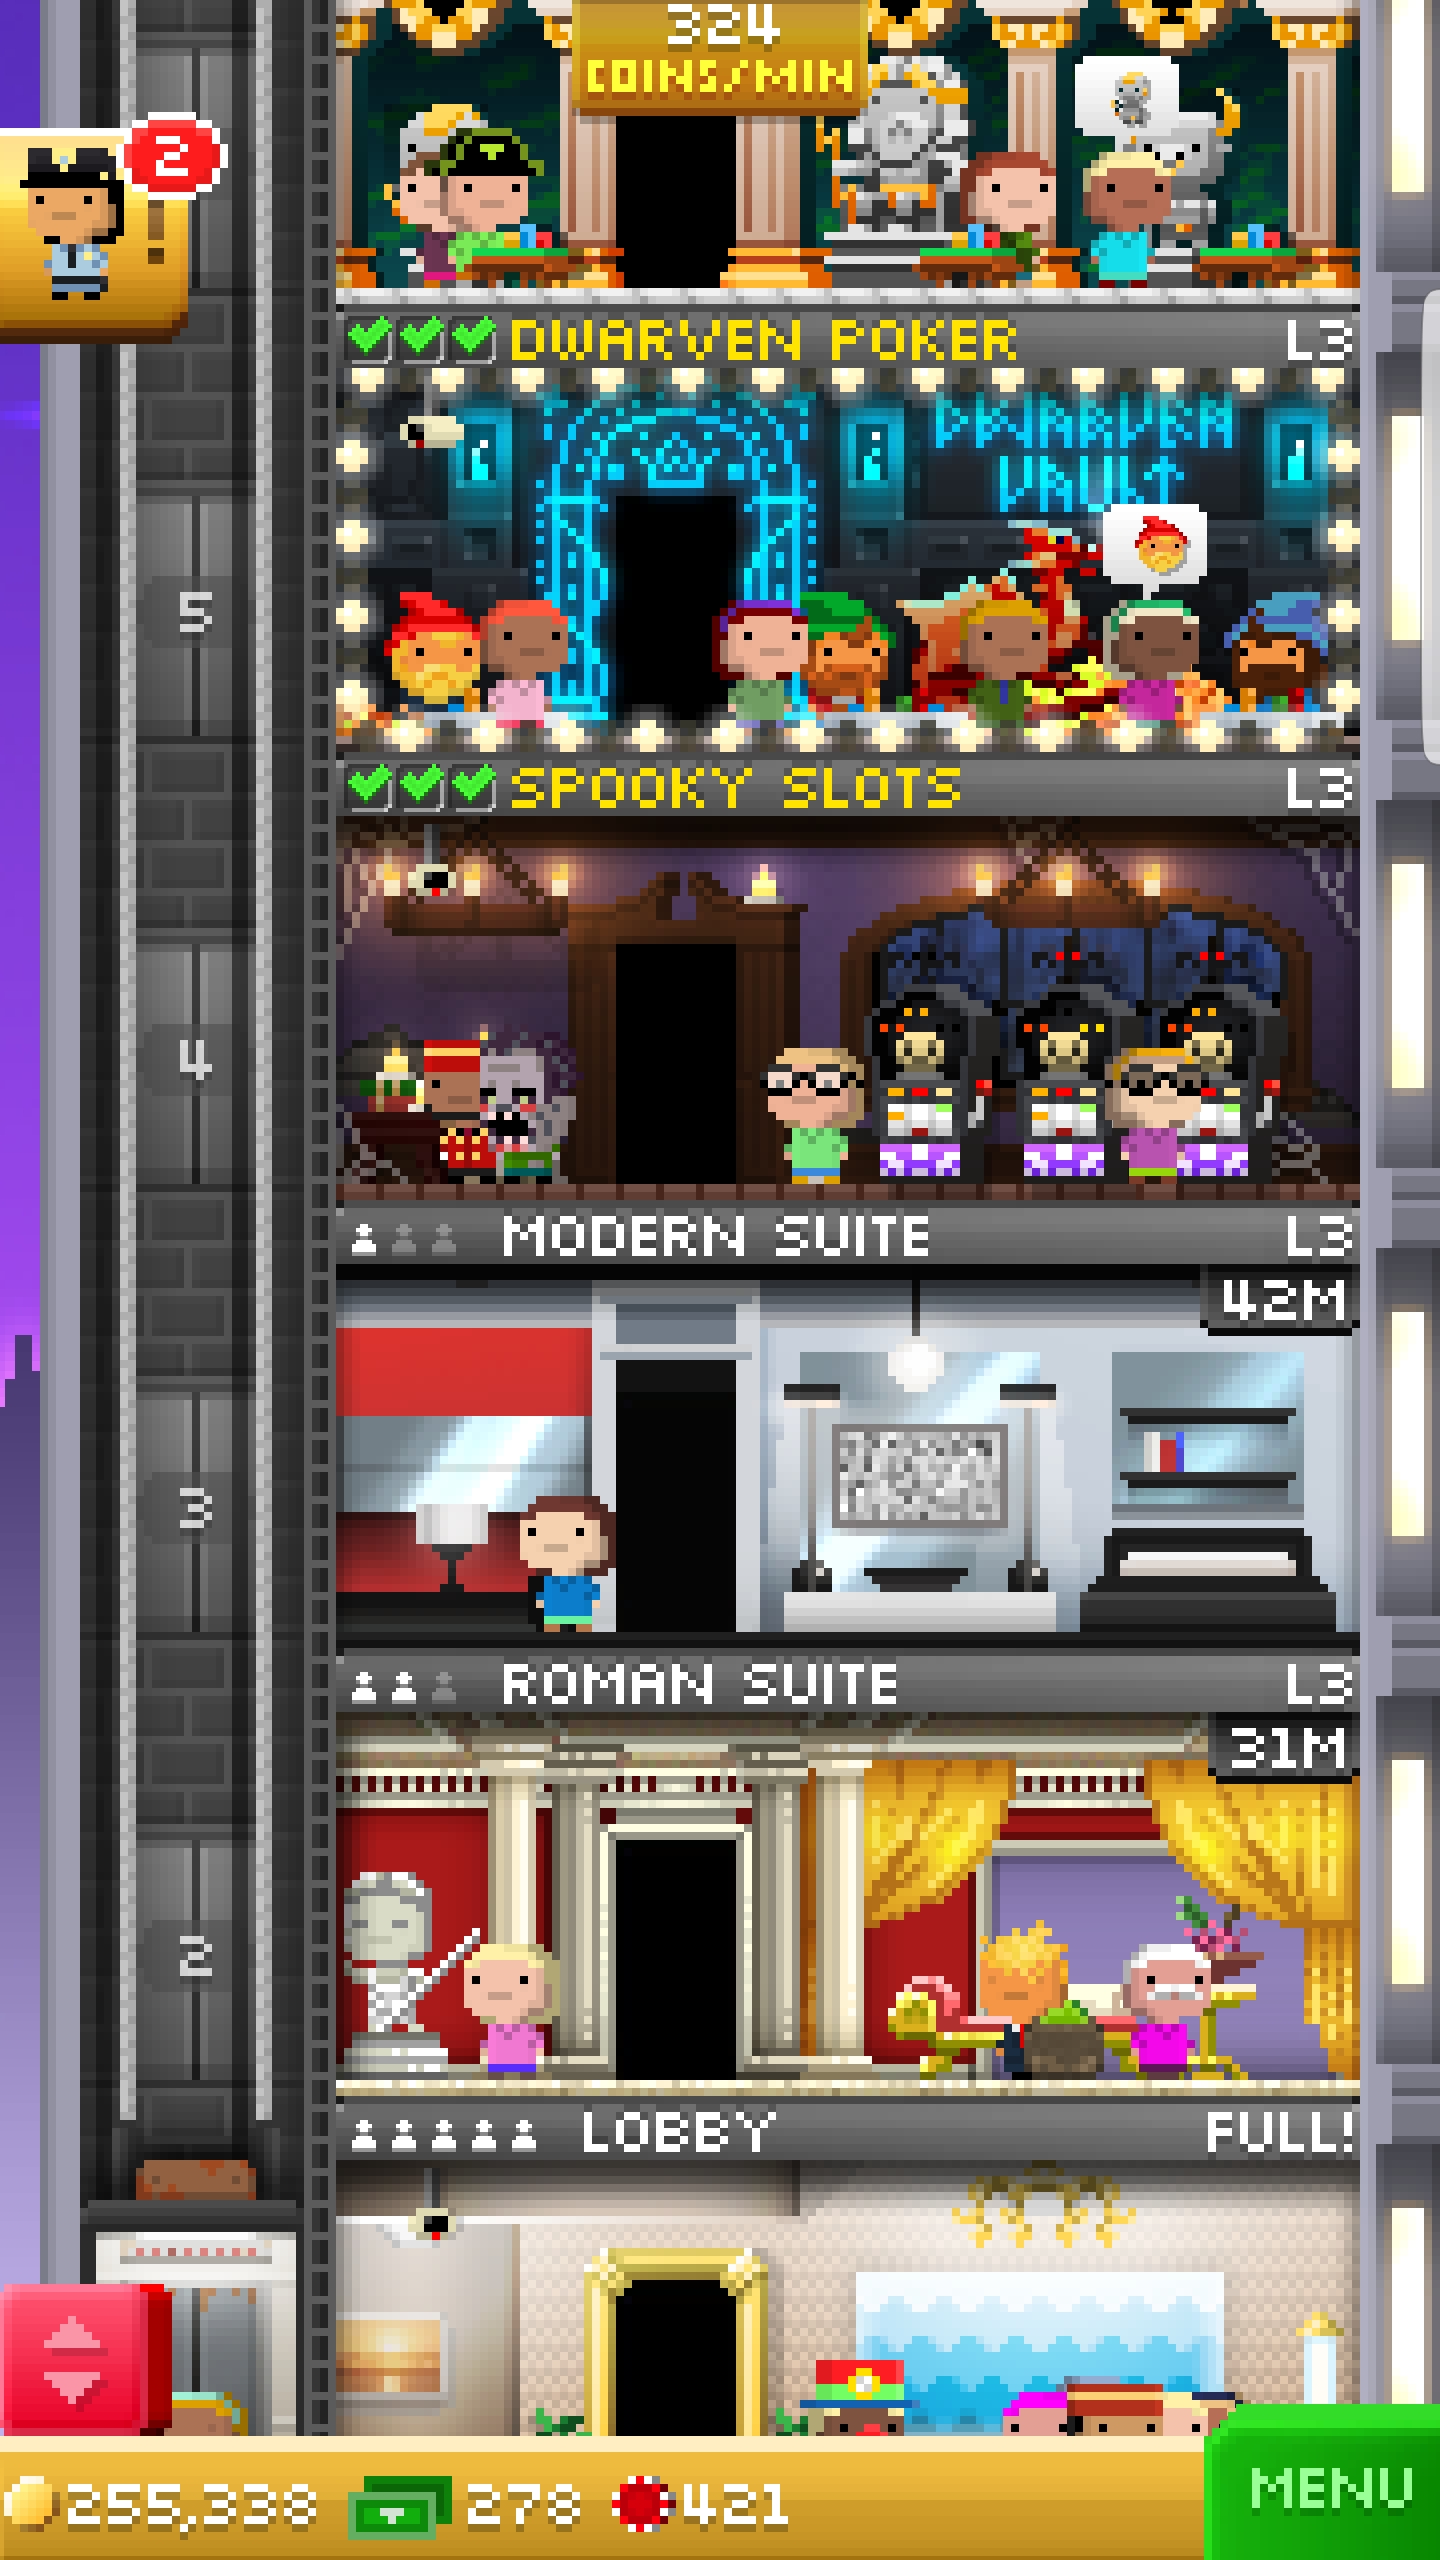 324
COINS/MIN
2
!
DWARVEN POKER L3
DWARVEN
VAULT
5
SPOOKY SLOTS L3
4
MODERN SUITE L3
42M
3
ROMAN SUITE L3
31M
2
LOBBY FULL!
255,338 278 421
MENU